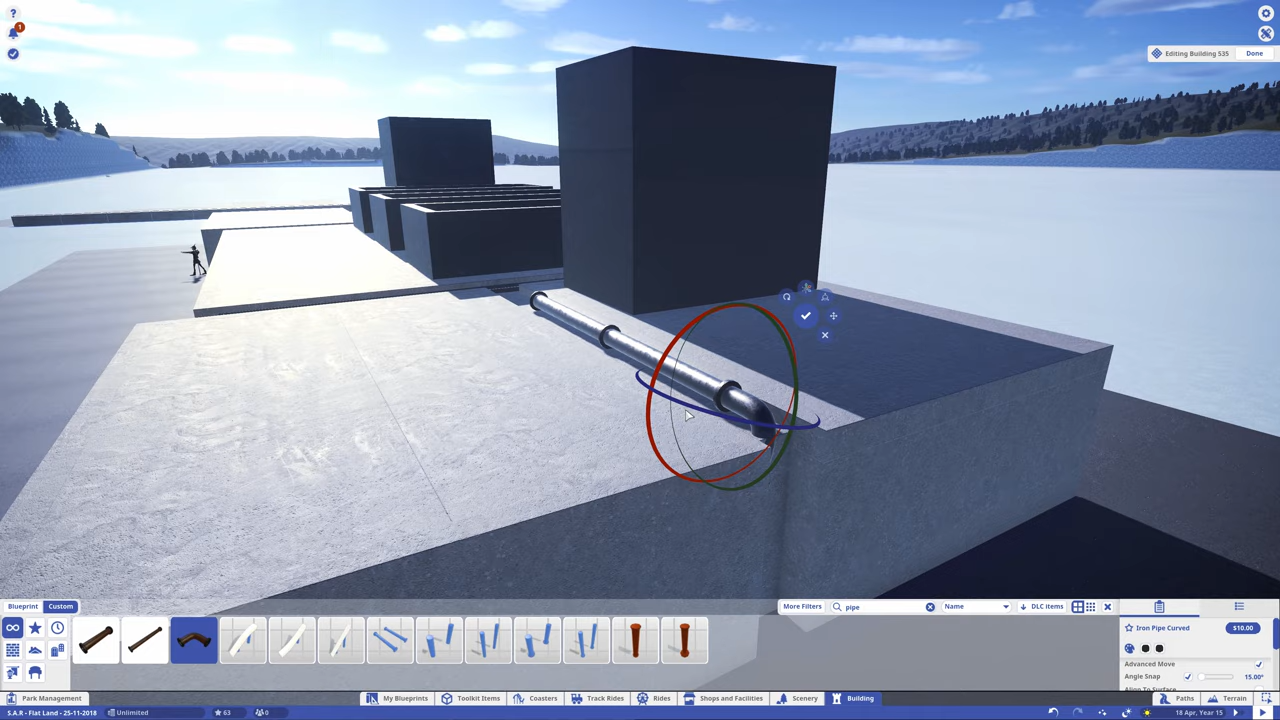 ?
1
Editing Building 535 Done
Blueprint Custom
More Filters pipe Name DLC items
Iron Pipe Curved $10.00
Advanced Move
Angle Snap 15.00°
Park Management My Blueprints Toolkit Items Coasters Track Rides Rides Shops and Facilities Scenery Building Paths Terrain
S.A.R - Flat Land - 25-11-2018 Unlimited 63 0 18 Apr, Year 15